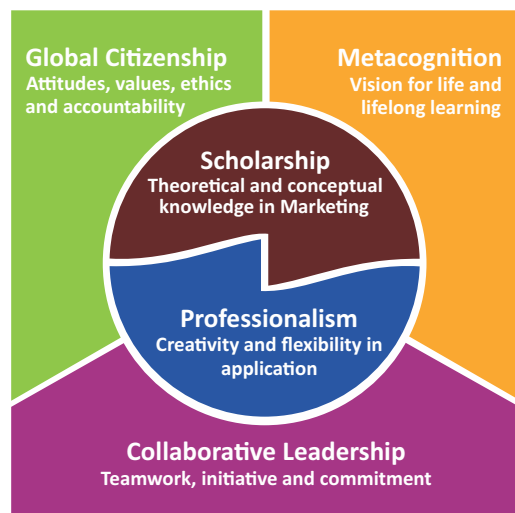 Global Citizenship
Attitudes, values, ethics
and accountability
Metacognition
Vision for life and
lifelong learning
Scholarship
Theoretical and conceptual
knowledge in Marketing
Professionalism
Creativity and flexibility in
application
Collaborative Leadership
Teamwork, initiative and commitment